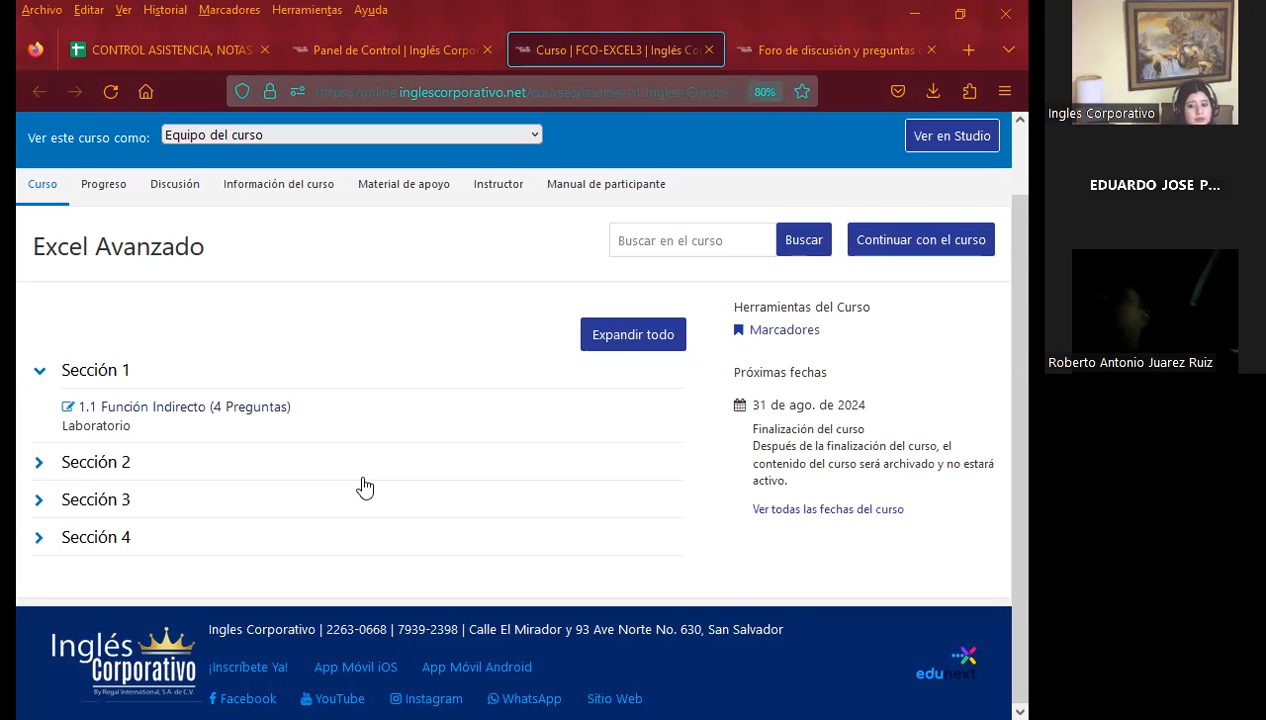 Archivo Editar Ver Historial Marcadores Herramientas Ayuda
CONTROL ASISTENCIA, NOTAS
Panel de Control | Inglés Corpor
Curso | FCO-EXCEL3 | Inglés Co
Foro de discusión y preguntas
inglescorporativo.net
80%
Ver este curso como:
Equipo del curso
Ver en Studio
Curso Progreso Discusión Información del curso Material de apoyo Instructor Manual de participante
Excel Avanzado
Buscar en el curso
Buscar
Continuar con el curso
Herramientas del Curso
Marcadores
Expandir todo
Sección 1
1.1 Función Indirecto (4 Preguntas)
Laboratorio
Sección 2
Sección 3
Sección 4
Próximas fechas
31 de ago. de 2024
Finalización del curso
Después de la finalización del curso, el
contenido del curso será archivado y no estará
activo.
Ver todas las fechas del curso
Inglés
Corporativo
By Regal International, S.A. de C.V.
Ingles Corporativo | 2263-0668 | 7939-2398 | Calle El Mirador y 93 Ave Norte No. 630, San Salvador
¡Inscríbete Ya! App Móvil iOS App Móvil Android
Facebook YouTube Instagram WhatsApp Sitio Web
edunext
Ingles Corporativo
EDUARDO JOSE P...
Roberto Antonio Juarez Ruiz